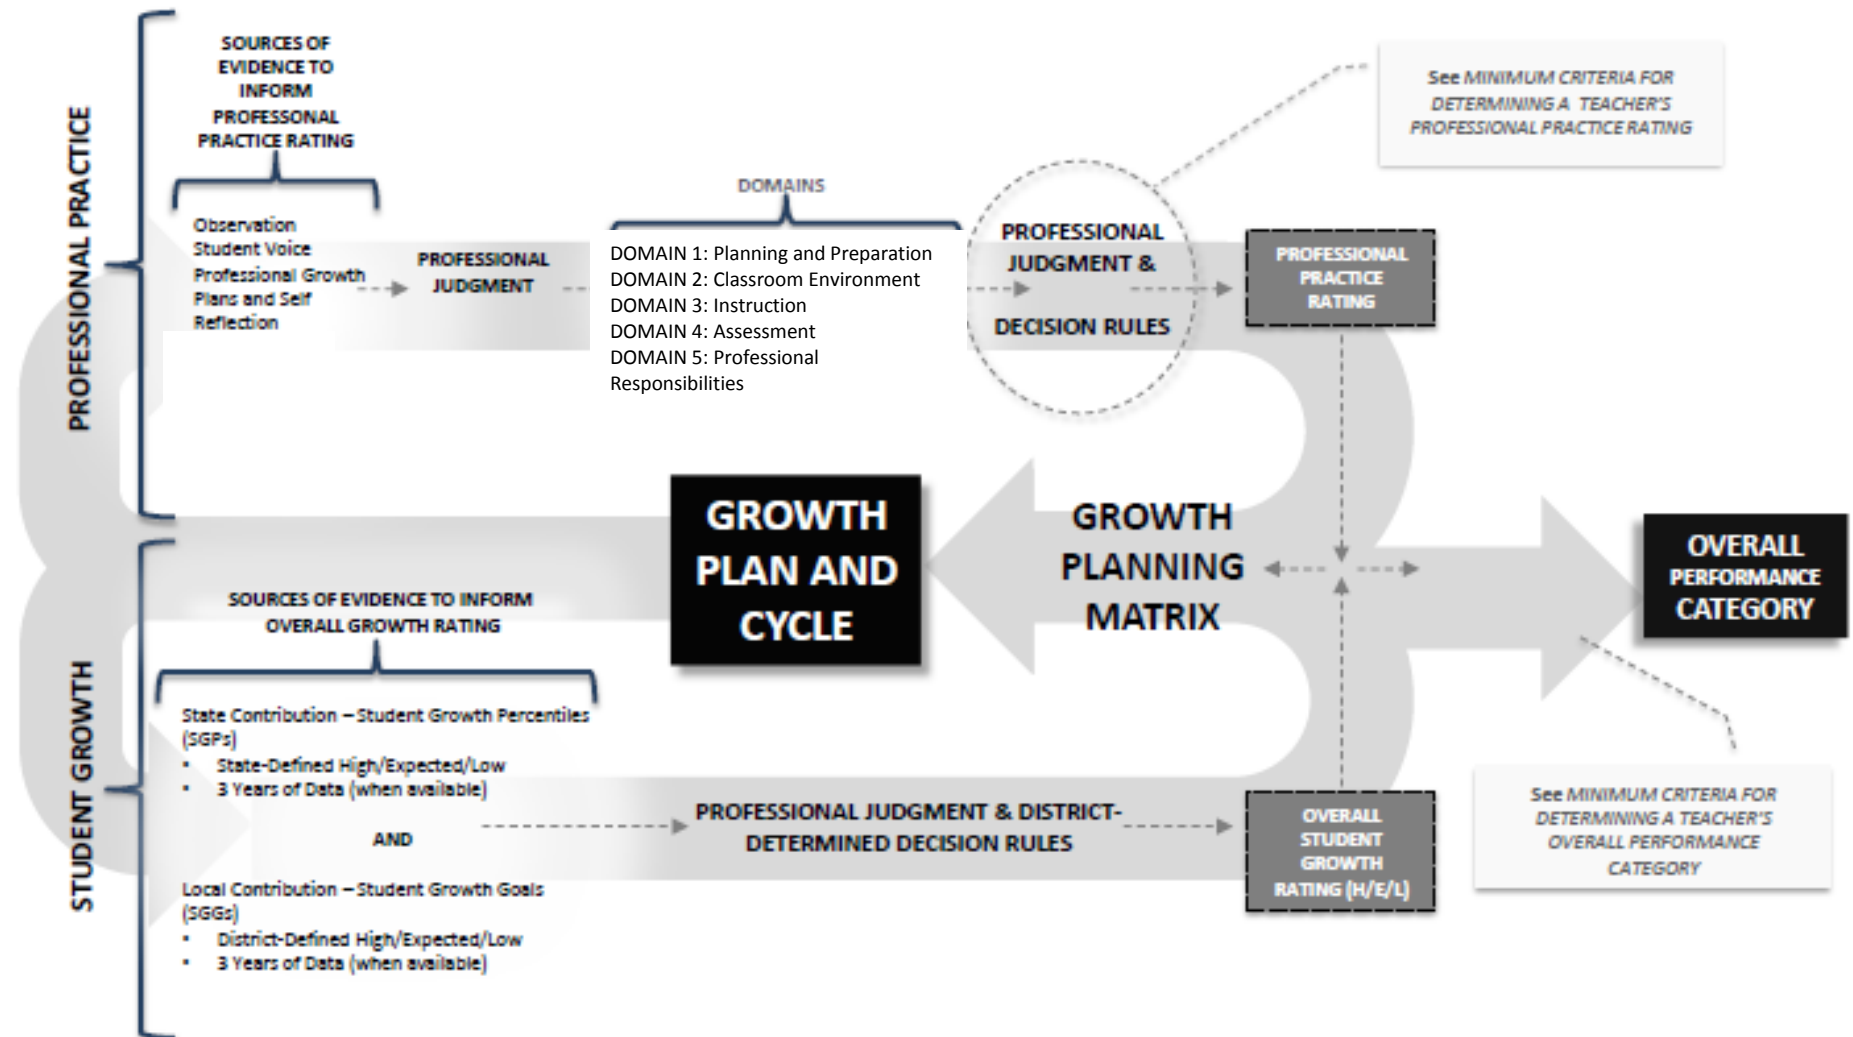 SOURCES OF
EVIDENCE TO
INFORM
PROFESSIONAL
PRACTICE RATING
See MINIMUM CRITERIA FOR
DETERMINING A TEACHER'S
PROFESSIONAL PRACTICE RATING
PROFESSIONAL PRACTICE
Observation
Student Voice
Professional Growth
Plans and Self
Reflection
PROFESSIONAL
JUDGMENT
DOMAINS
DOMAIN 1: Planning and Preparation
DOMAIN 2: Classroom Environment
DOMAIN 3: Instruction
DOMAIN 4: Assessment
DOMAIN 5: Professional
Responsibilities
PROFESSIONAL
JUDGMENT &
DECISION RULES
PROFESSIONAL
PRACTICE
RATING
GROWTH
PLAN AND
CYCLE
GROWTH
PLANNING
MATRIX
OVERALL
PERFORMANCE
CATEGORY
STUDENT GROWTH
SOURCES OF EVIDENCE TO INFORM
OVERALL GROWTH RATING
State Contribution – Student Growth Percentiles
(SGPs)
▪ State-Defined High/Expected/Low
▪ 3 Years of Data (when available)
AND
Local Contribution – Student Growth Goals
(SGGs)
▪ District-Defined High/Expected/Low
▪ 3 Years of Data (when available)
PROFESSIONAL JUDGMENT & DISTRICT-
DETERMINED DECISION RULES
OVERALL
STUDENT
GROWTH
RATING (H/E/L)
See MINIMUM CRITERIA FOR
DETERMINING A TEACHER'S
OVERALL PERFORMANCE
CATEGORY